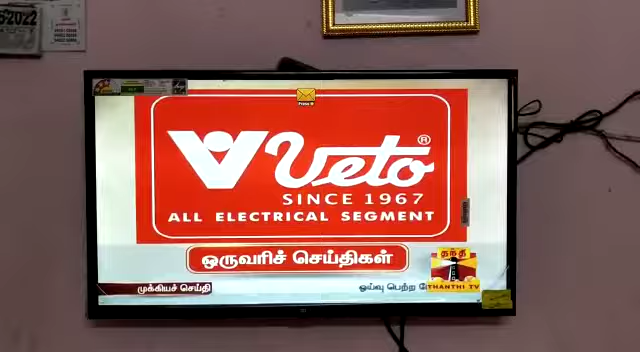 2022
Veto®
SINCE 1967
ALL ELECTRICAL SEGMENT
ஒருவரிச் செய்திகள்
தந்தி
THANTHI TV
முக்கியச் செய்தி
ஓய்வு பெற்ற